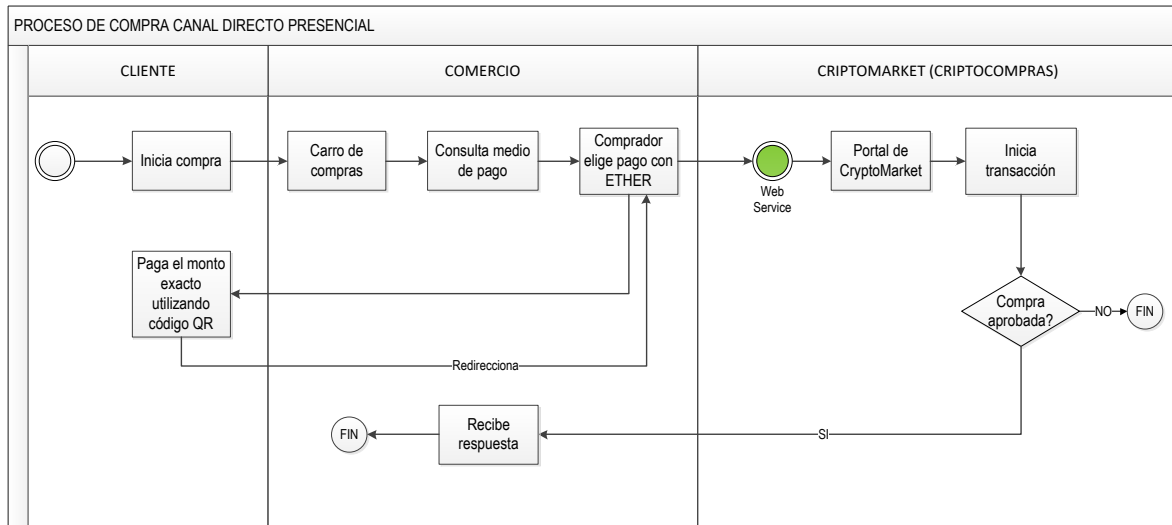 PROCESO DE COMPRA CANAL DIRECTO PRESENCIAL
CLIENTE
COMERCIO
CRIPTOMARKET (CRIPTOCOMPRAS)
Inicia compra
Carro de
compras
Consulta medio
de pago
Comprador
elige pago con
ETHER
Web
Service
Portal de
CryptoMarket
Inicia
transacción
Paga el monto
exacto
utilizando
código QR
Compra
aprobada?
NO
FIN
Redirecciona
FIN
Recibe
respuesta
SI